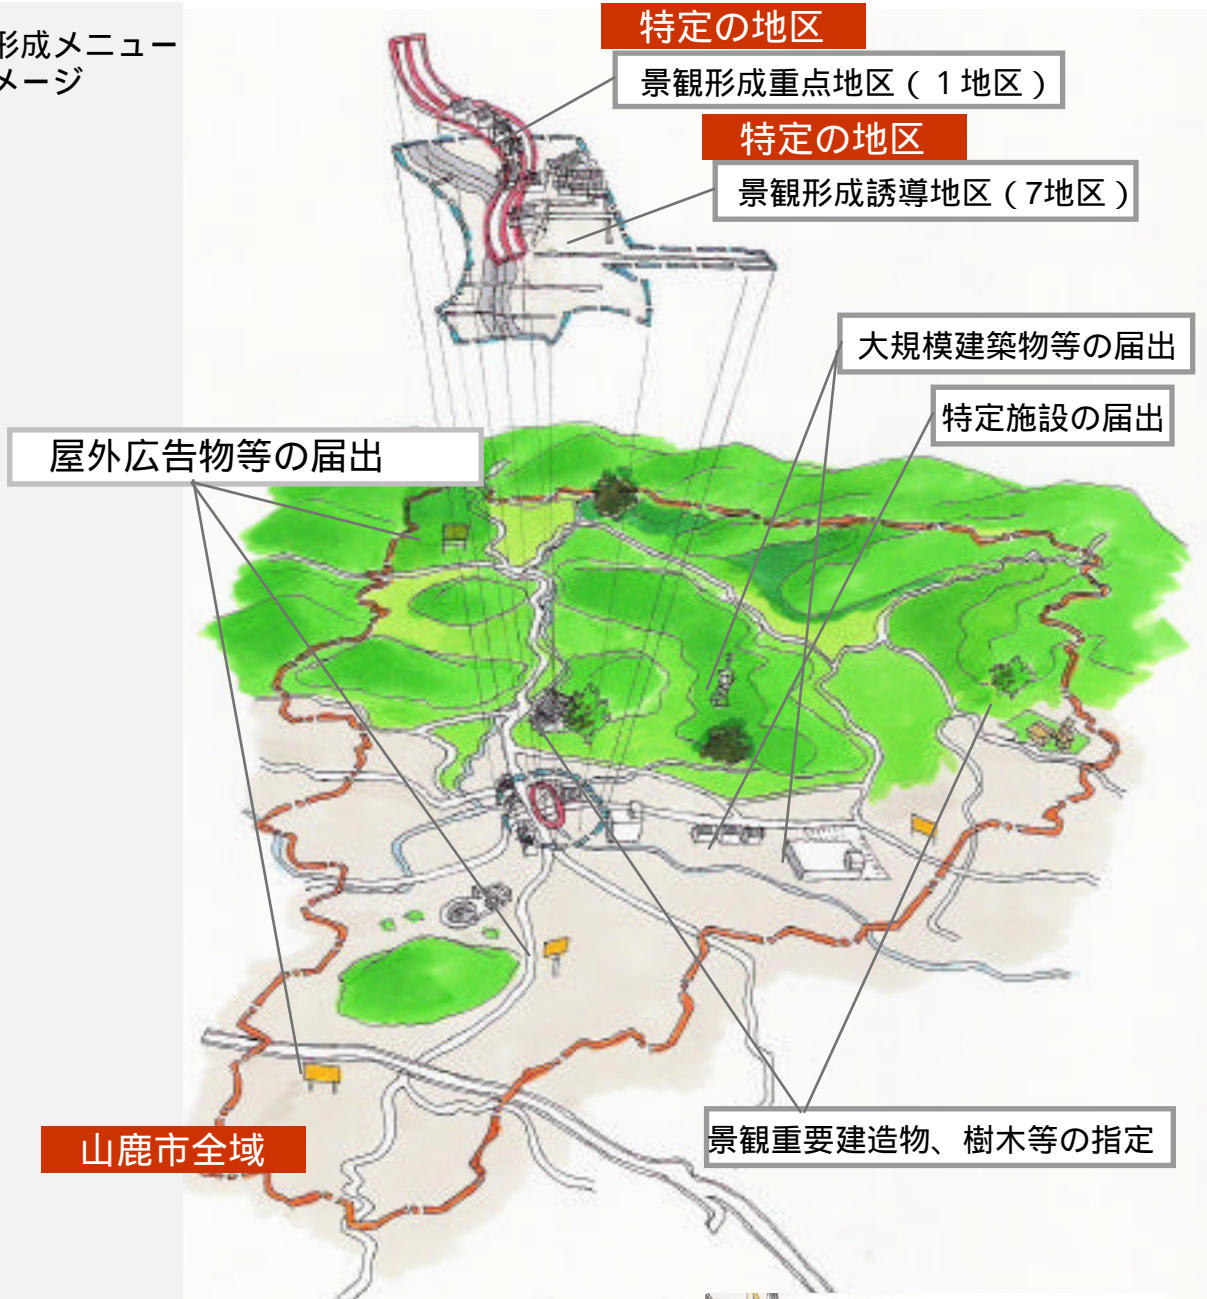 形成メニュー
メージ
特定の地区
景観形成重点地区(1地区)
特定の地区
景観形成誘導地区(7地区)
大規模建築物等の届出
特定施設の届出
屋外広告物等の届出
山鹿市全域
景観重要建造物、樹木等の指定